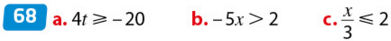 68 a. 4t ⩾ –20 b. –5x > 2 c. x/3 ⩽ 2